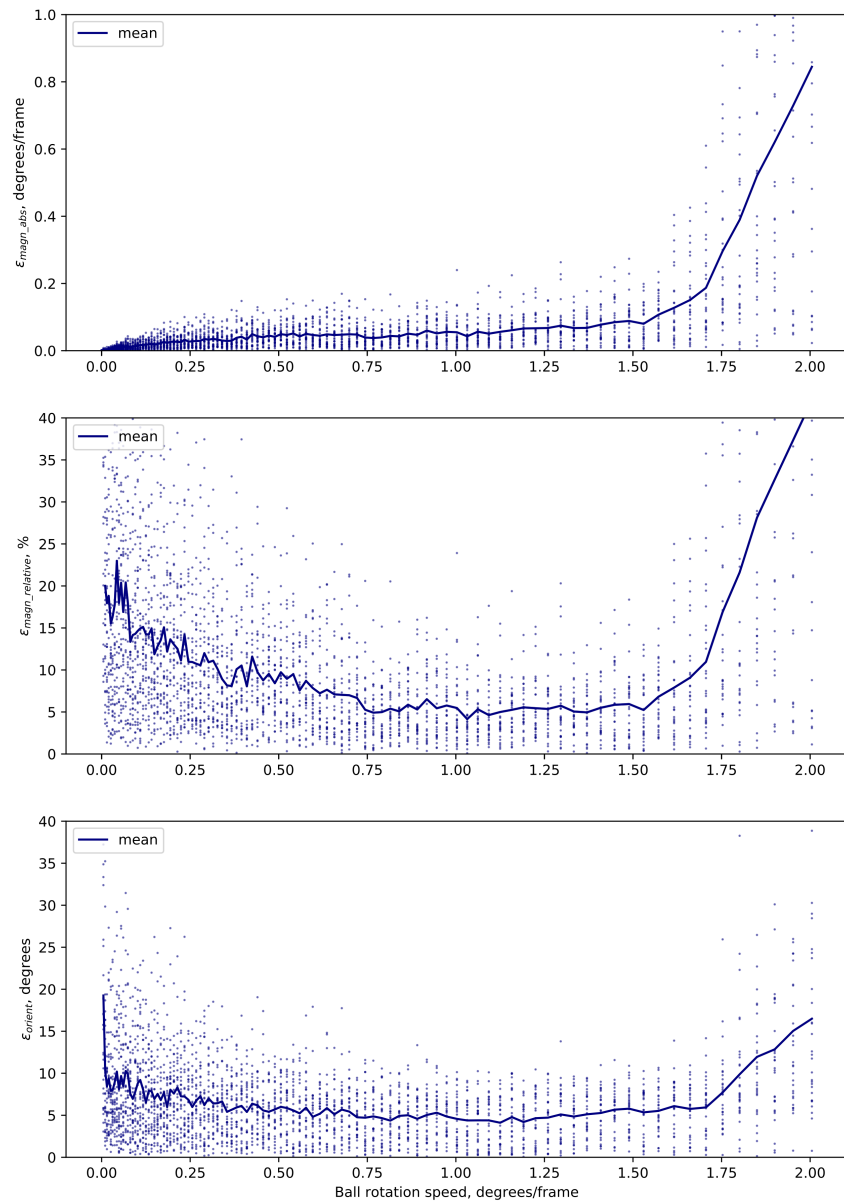 1.0
0.8
0.6
0.4
0.2
0.0
ε_magn_abs, degrees/frame
mean
0.00 0.25 0.50 0.75 1.00 1.25 1.50 1.75 2.00
40
35
30
25
20
15
10
5
0
ε_magn_relative, %
mean
0.00 0.25 0.50 0.75 1.00 1.25 1.50 1.75 2.00
40
35
30
25
20
15
10
5
0
ε_orient, degrees
mean
0.00 0.25 0.50 0.75 1.00 1.25 1.50 1.75 2.00
Ball rotation speed, degrees/frame